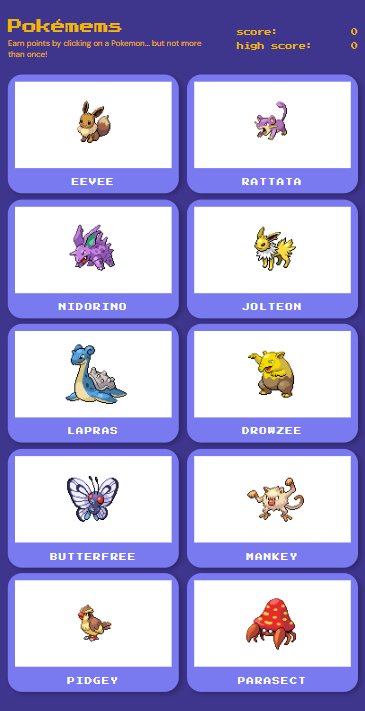 Pokémems
Earn points by clicking on a Pokemon... but not more
than once!
score: 0
high score: 0
EEVEE
RATTATA
NIDORINO
JOLTEON
LAPRAS
DROWZEE
BUTTERFREE
MANKEY
PIDGEY
PARASECT